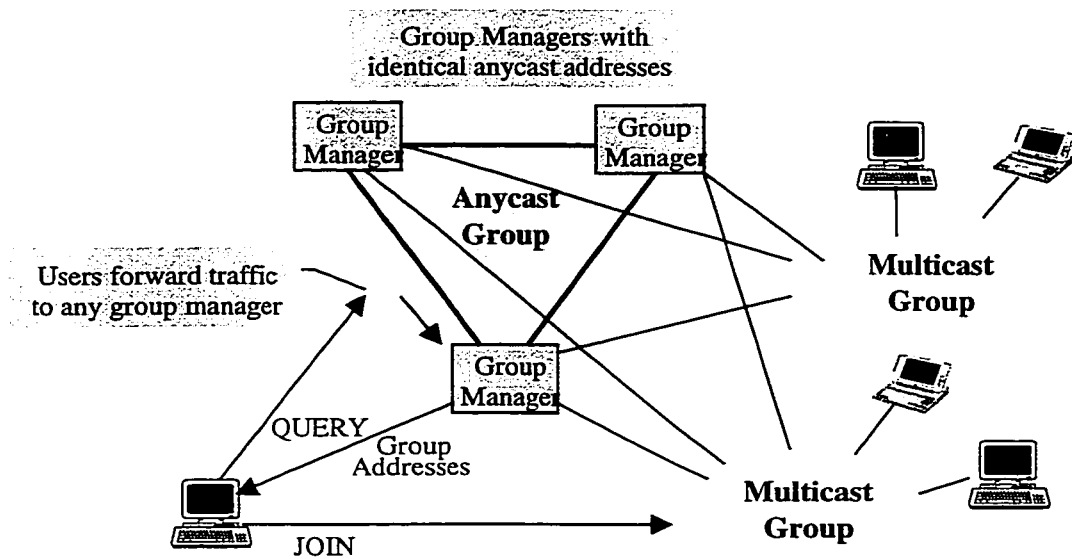 Group Managers with
identical anycast addresses
Group
Manager
Group
Manager
Anycast
Group
Users forward traffic
to any group manager
Multicast
Group
Group
Manager
QUERY
Group
Addresses
Multicast
Group
JOIN